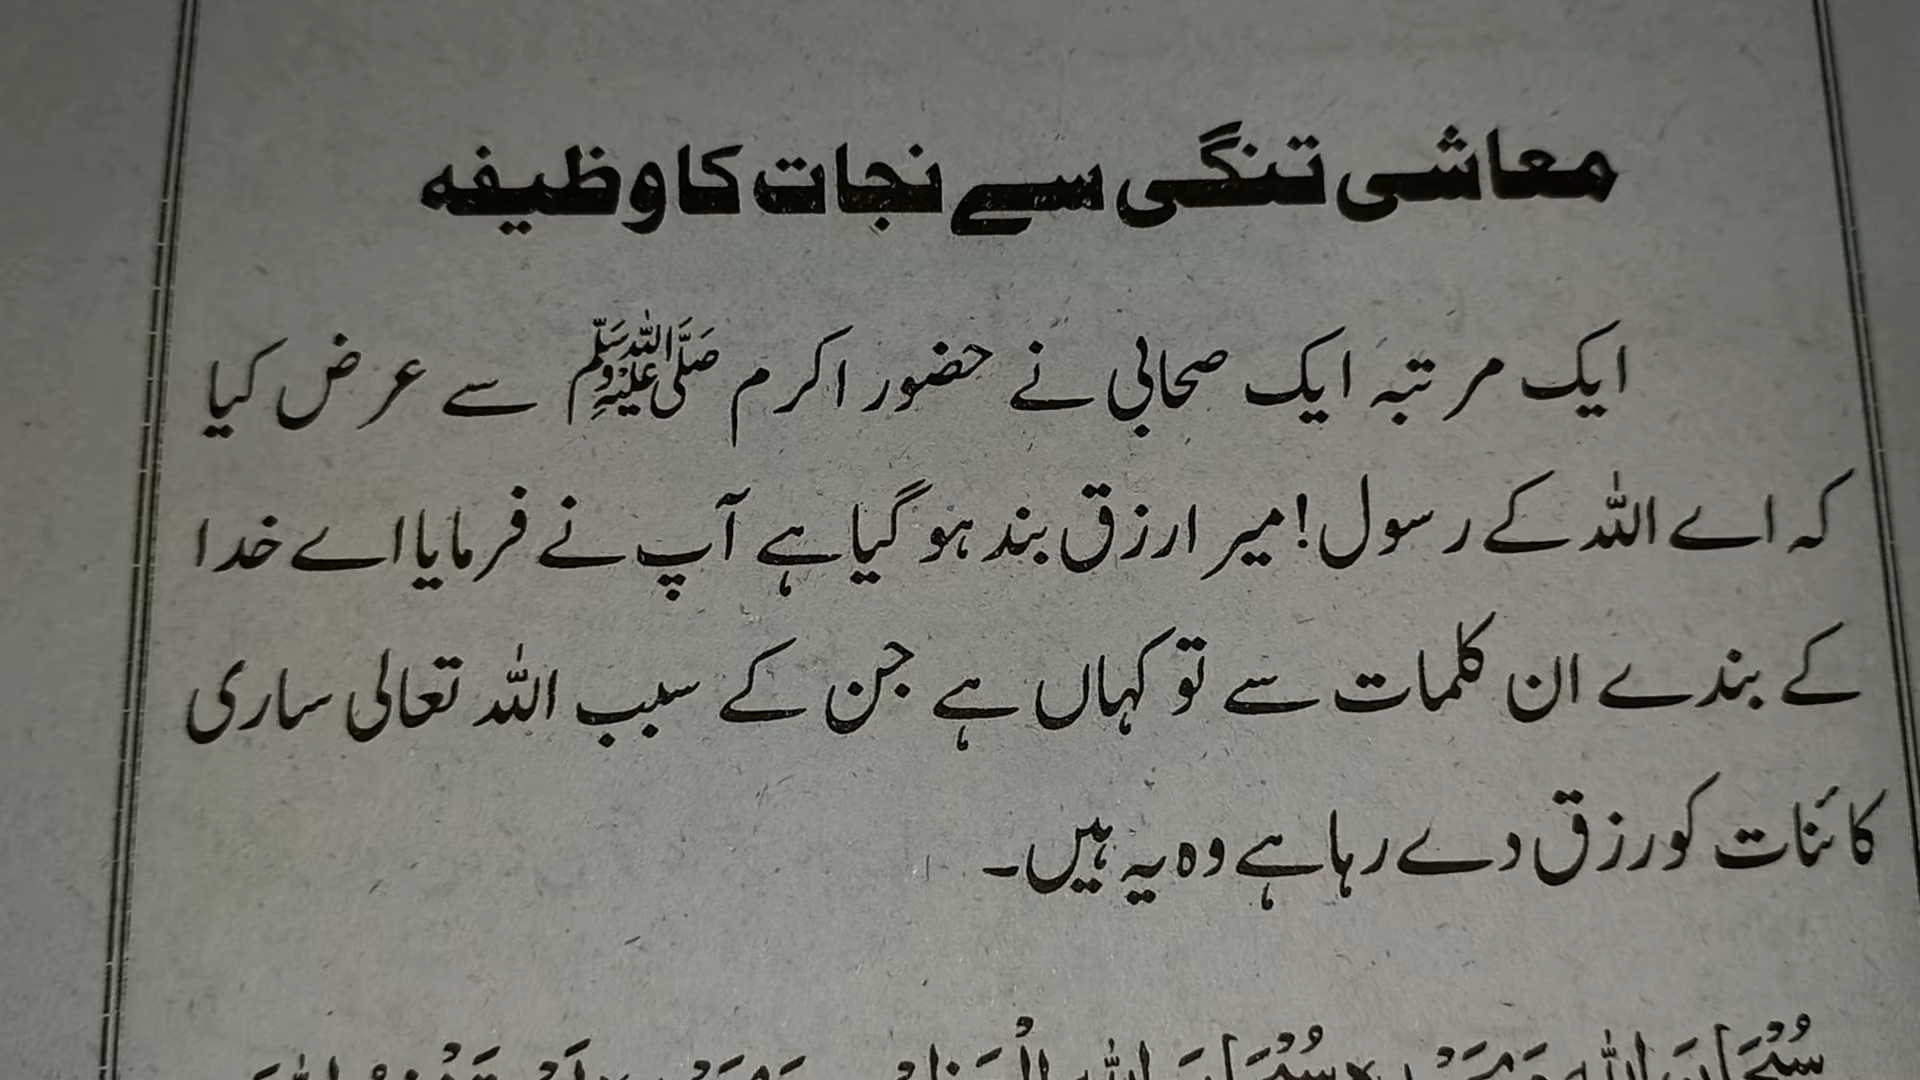 معاشی تنگی سے نجات کا وظیفہ
ایک مرتبہ ایک صحابی نے حضور اکرم ﷺ سے عرض کیا
کہ اے اللہ کے رسول! میرا رزق بند ہو گیا ہے آپ نے فرمایا اے خدا
کے بندے ان کلمات سے تو کہاں ہے جن کے سبب اللہ تعالی ساری
کائنات کو رزق دے رہا ہے وہ یہ ہیں۔